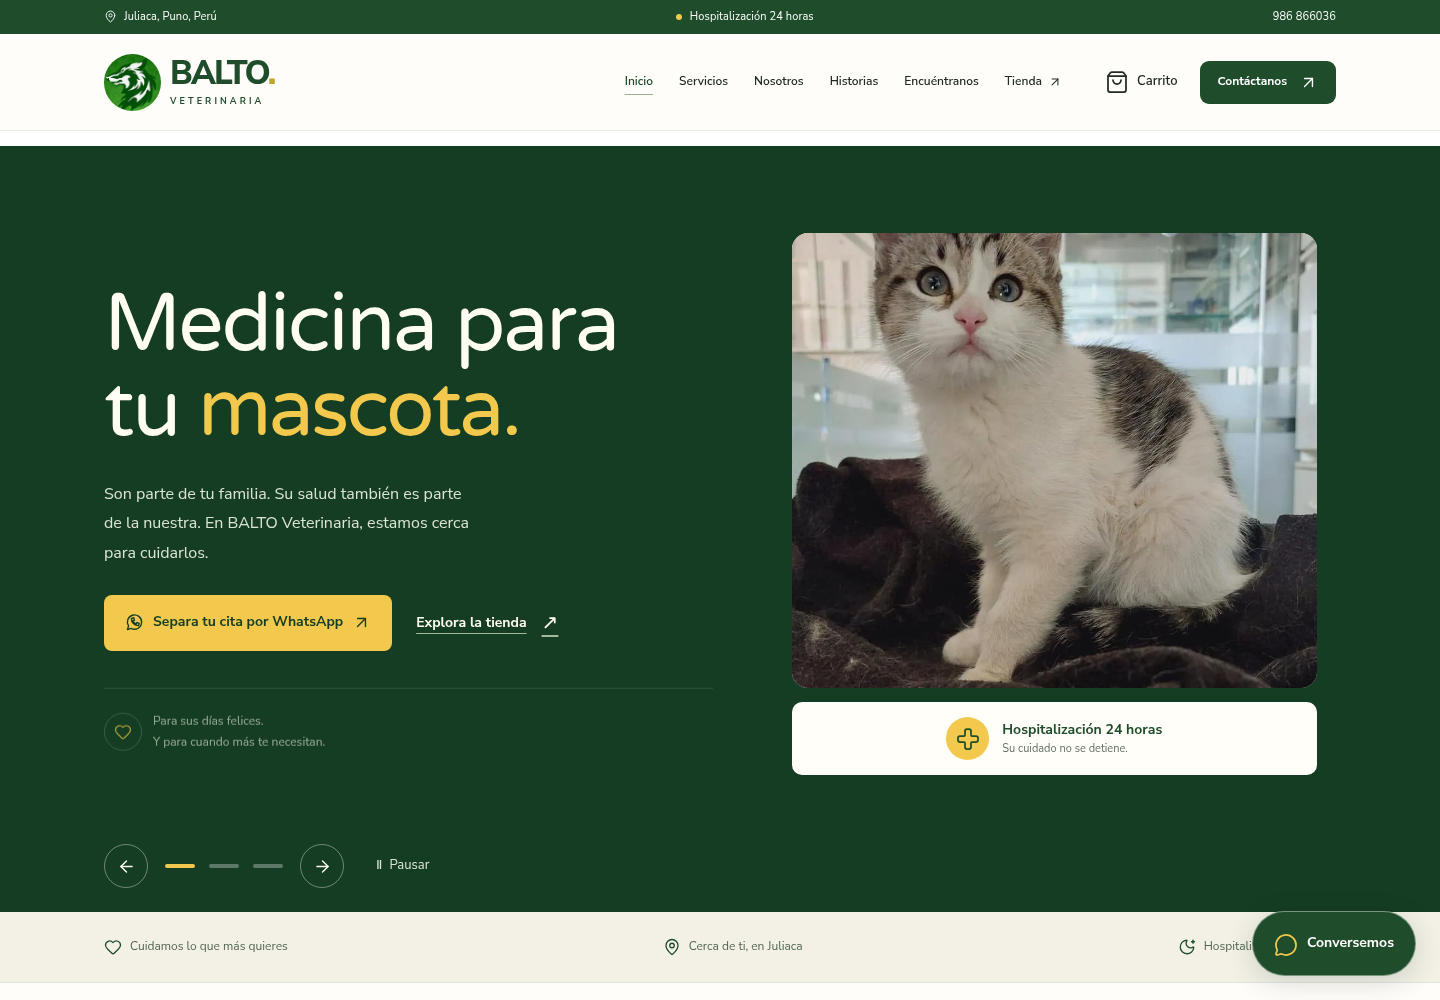 Juliaca, Puno, Perú
Hospitalización 24 horas
986 866036
BALTO.
VETERINARIA
Inicio
Servicios
Nosotros
Historias
Encuéntranos
Tienda
Carrito
Contáctanos
Medicina para
tu mascota.
Son parte de tu familia. Su salud también es parte
de la nuestra. En BALTO Veterinaria, estamos cerca
para cuidarlos.
Separa tu cita por WhatsApp
Explora la tienda
Para sus días felices.
Y para cuando más te necesitan.
Hospitalización 24 horas
Su cuidado no se detiene.
Pausar
Cuidamos lo que más quieres
Cerca de ti, en Juliaca
Conversemos